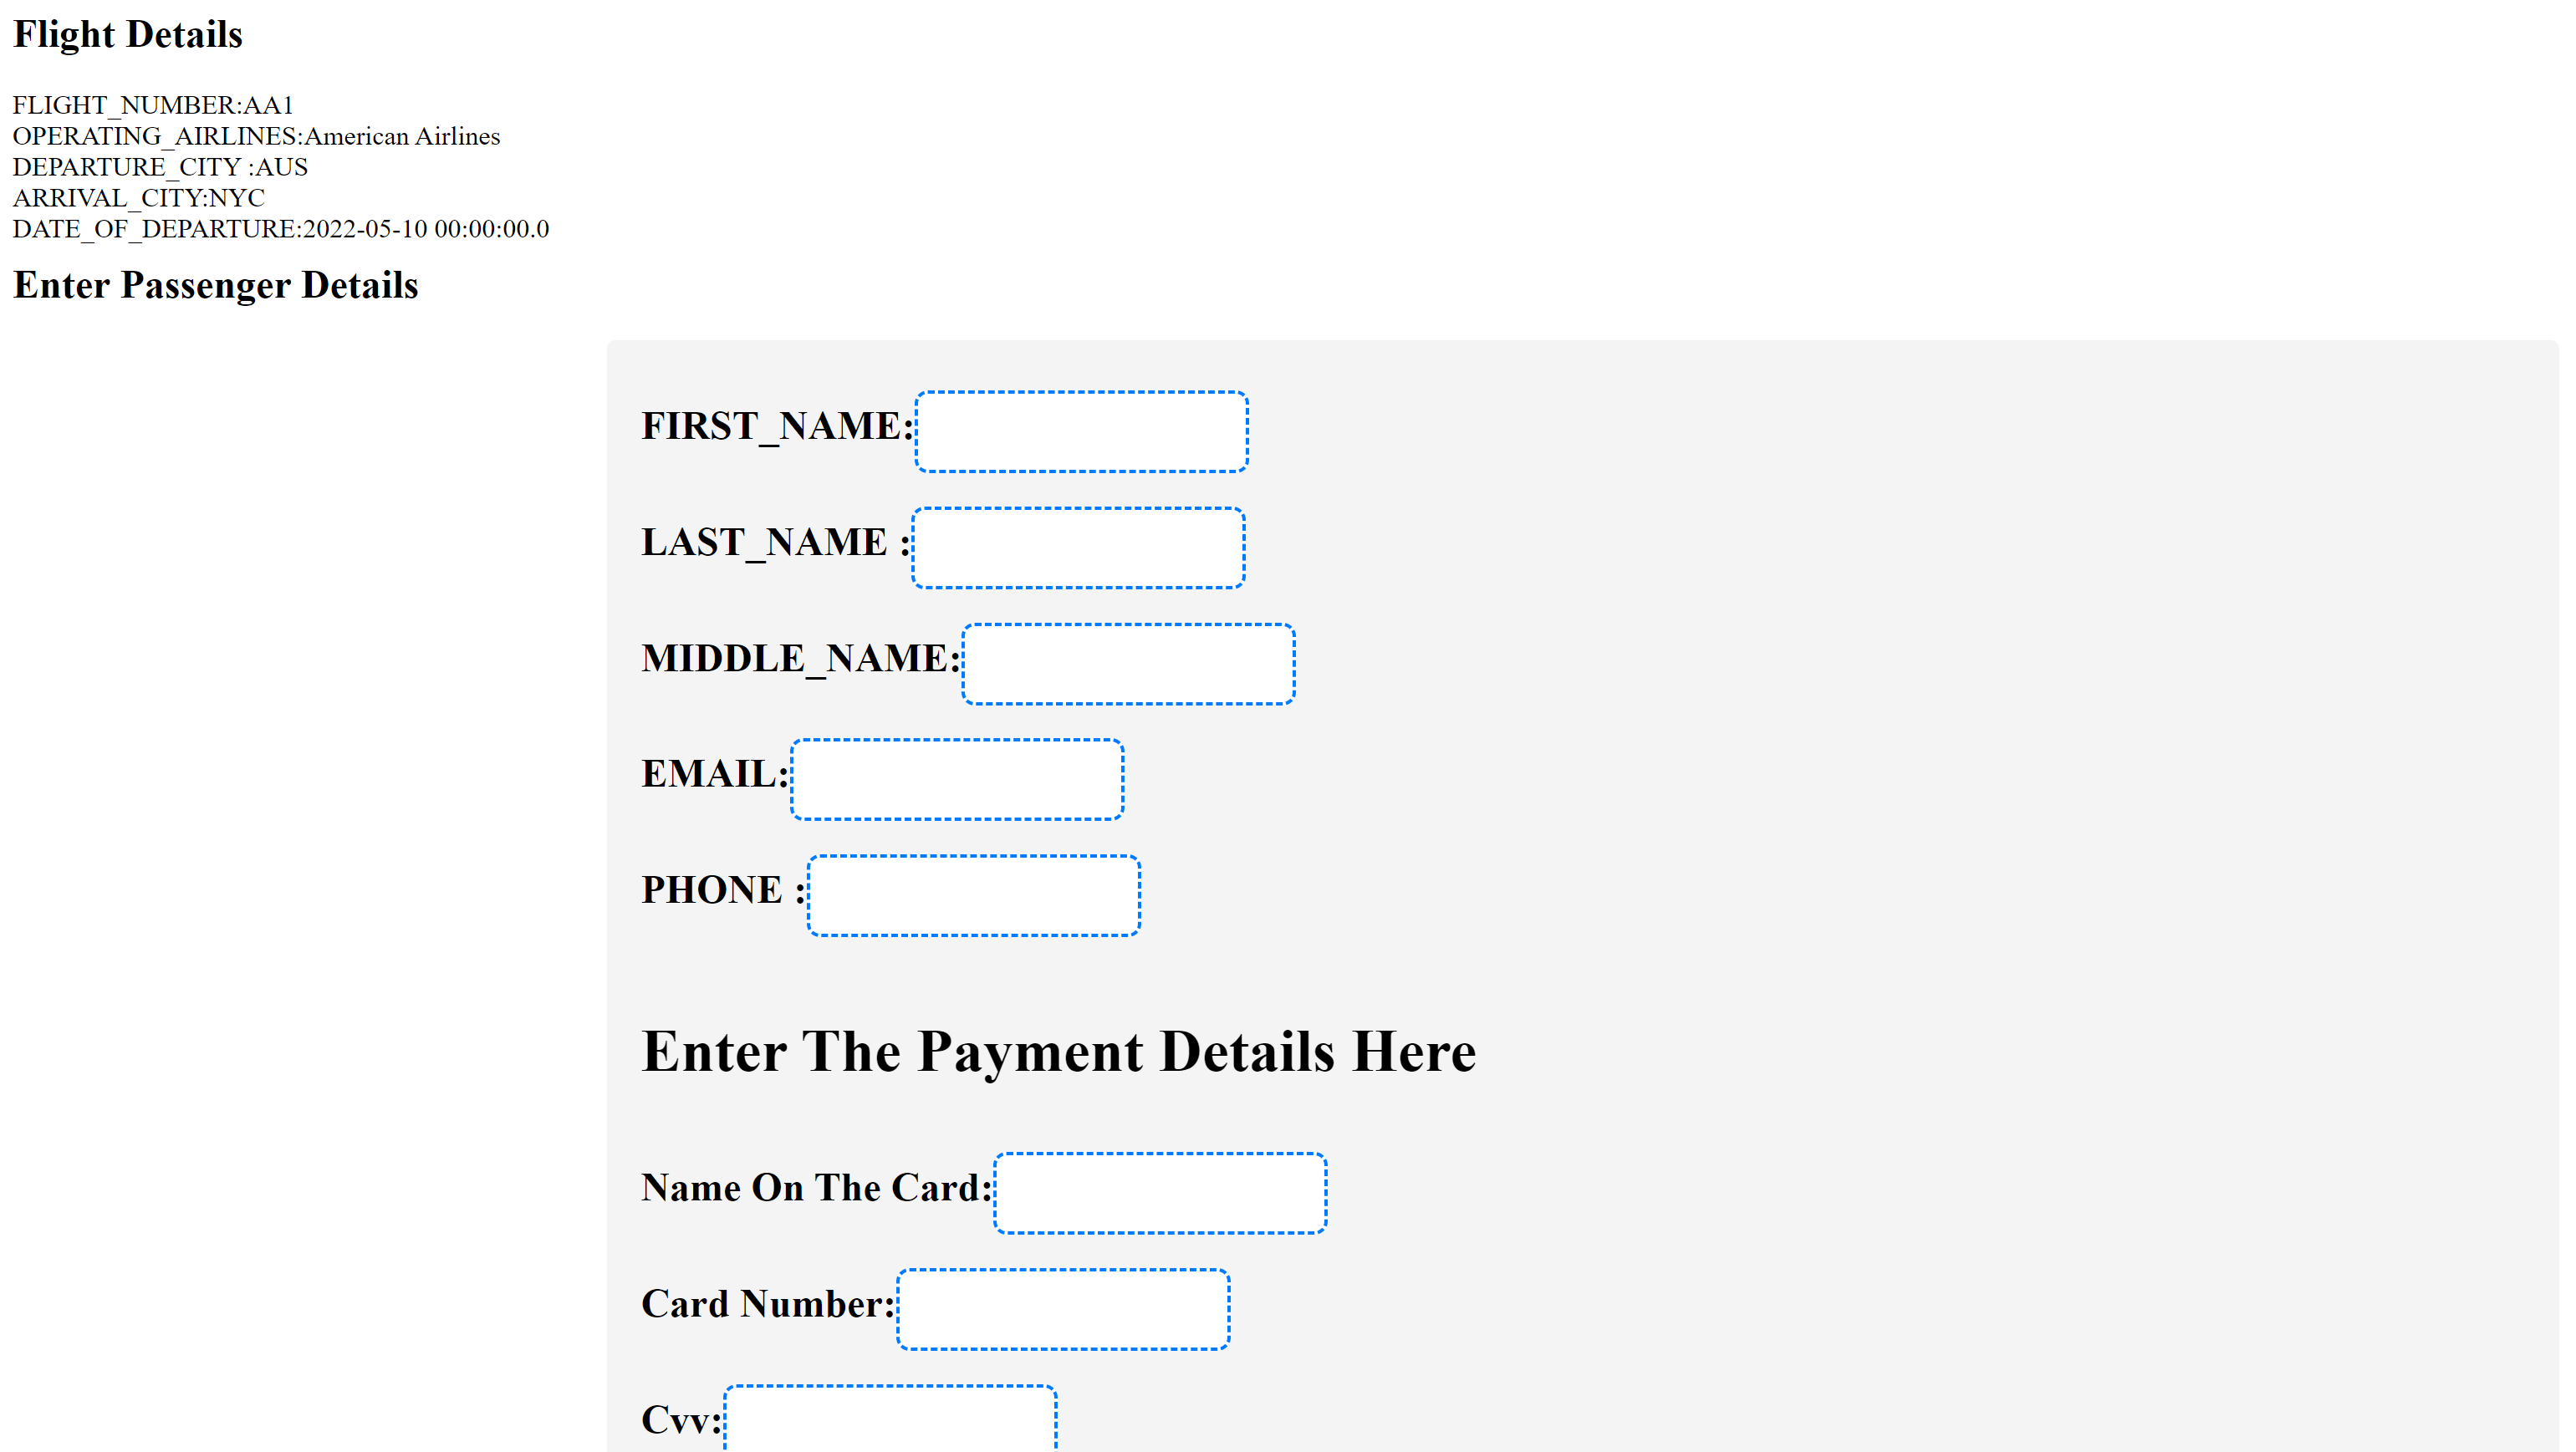 Flight Details
FLIGHT_NUMBER:AA1
OPERATING_AIRLINES:American Airlines
DEPARTURE_CITY :AUS
ARRIVAL_CITY:NYC
DATE_OF_DEPARTURE:2022-05-10 00:00:00.0
Enter Passenger Details
FIRST_NAME:
LAST_NAME :
MIDDLE_NAME:
EMAIL:
PHONE :
Enter The Payment Details Here
Name On The Card:
Card Number:
Cvv: